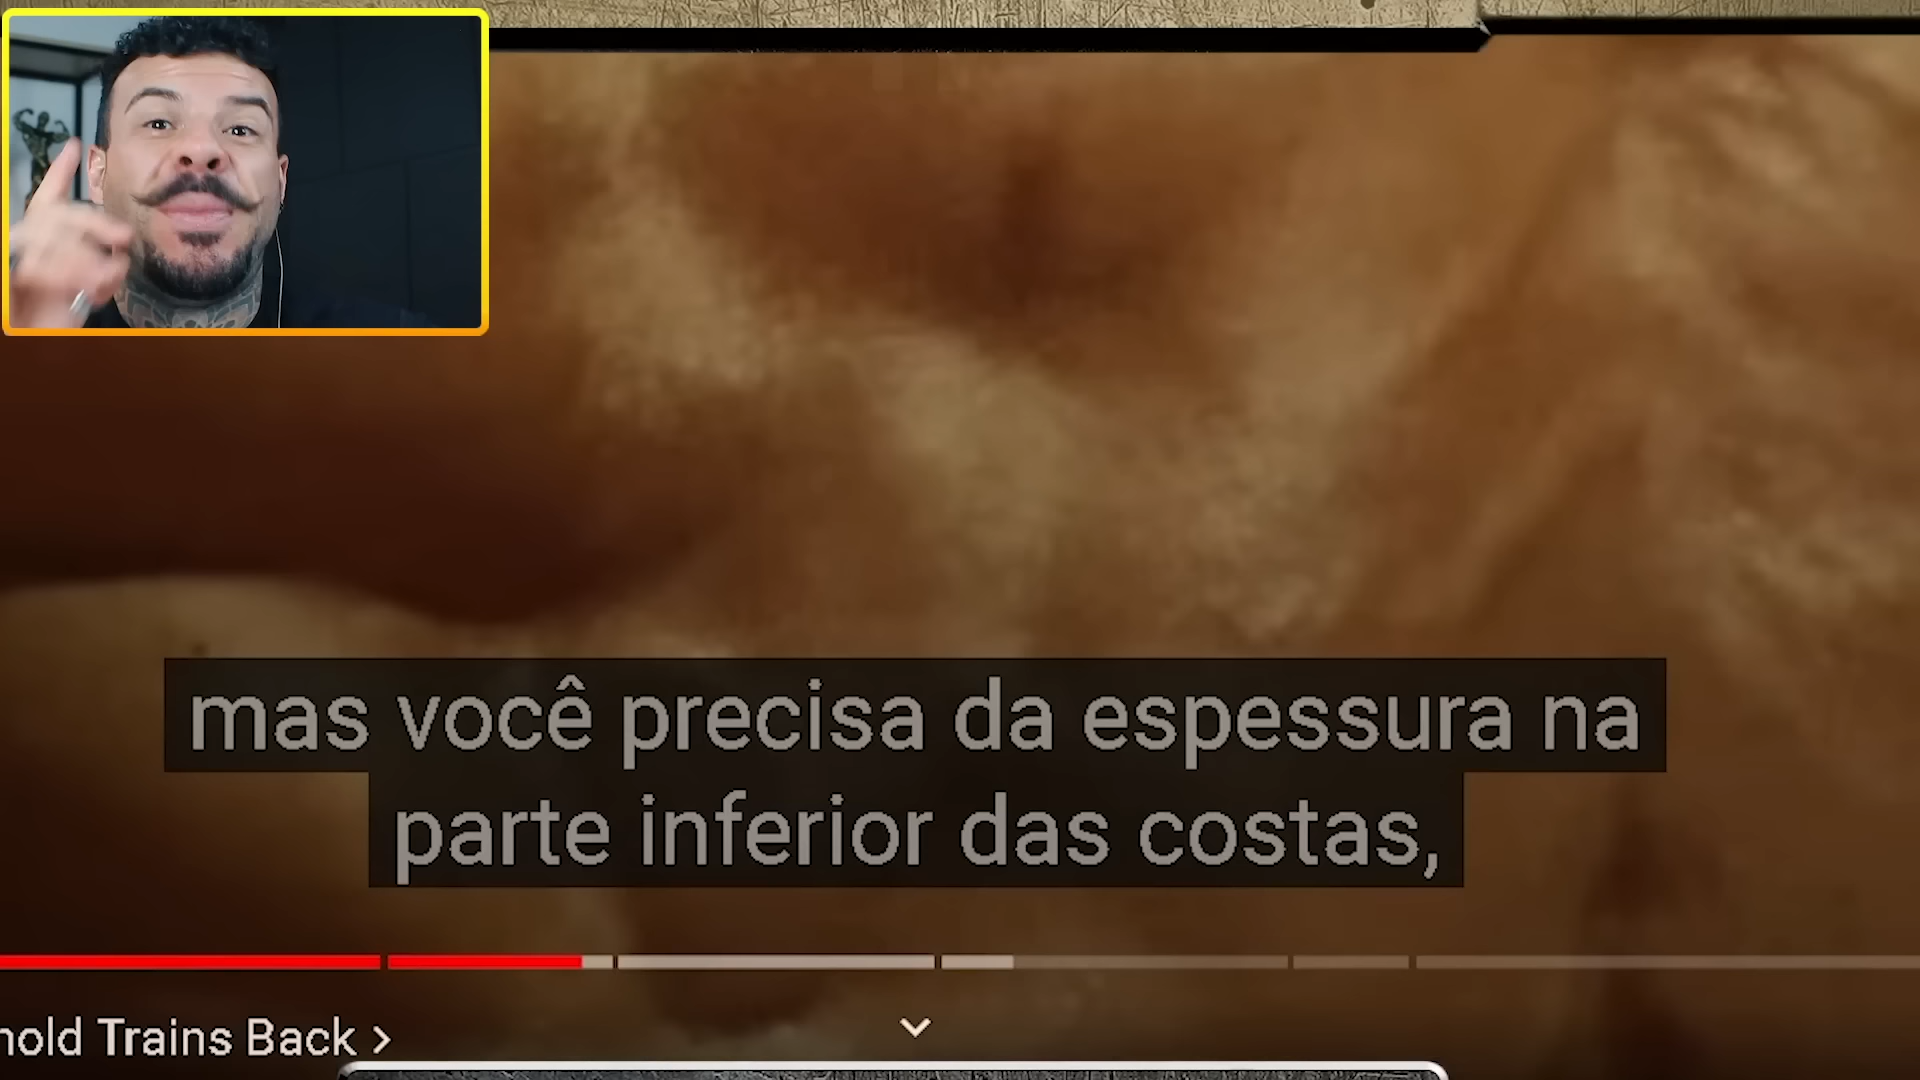 mas você precisa da espessura na
parte inferior das costas,
nold Trains Back >